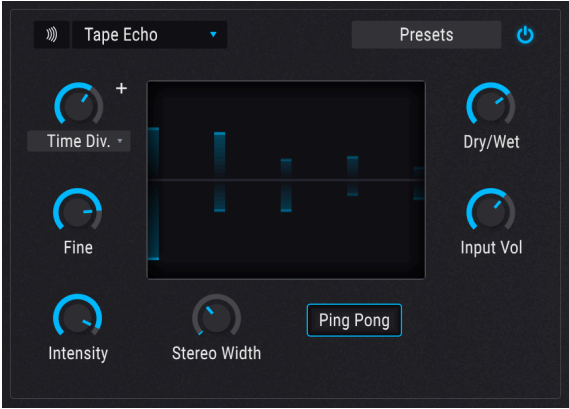 Tape Echo
Presets
Time Div.
Dry/Wet
Fine
Input Vol
Intensity
Stereo Width
Ping Pong